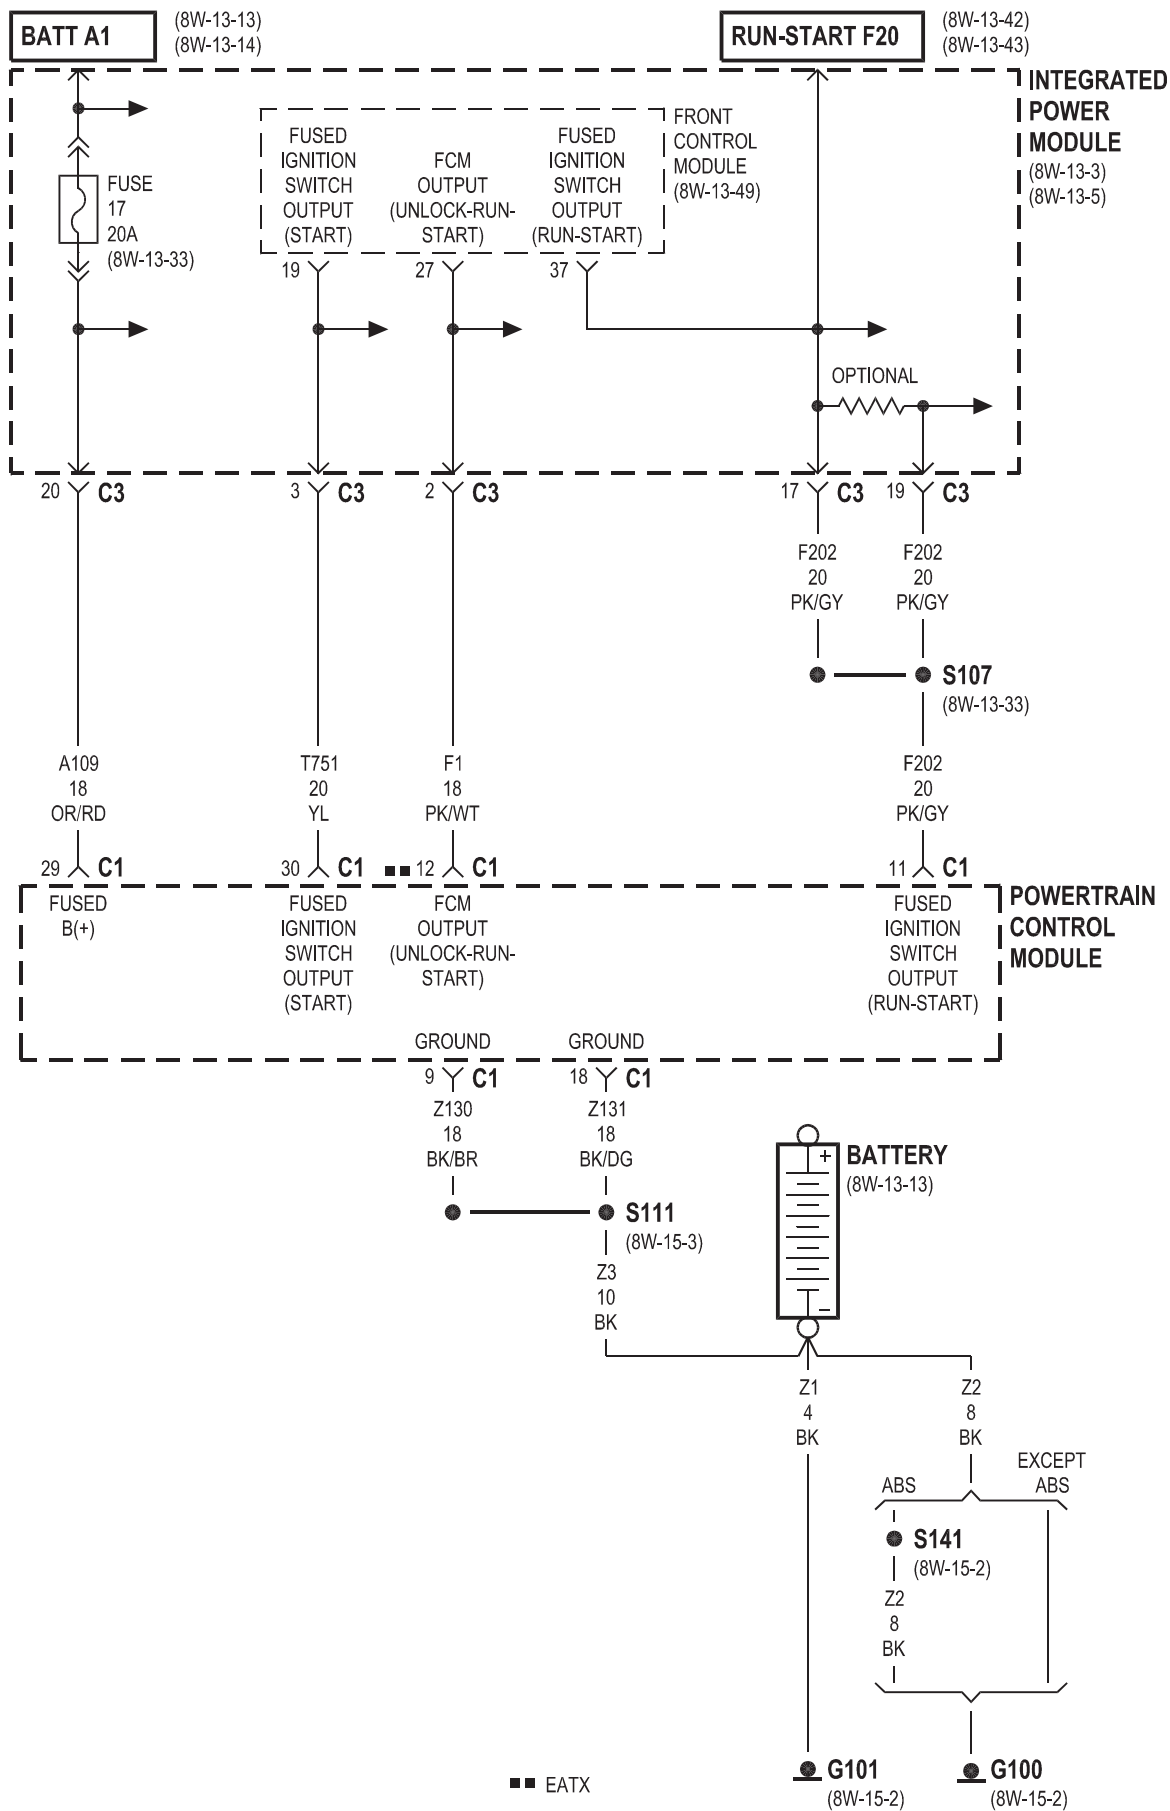 BATT A1
(8W-13-13)
(8W-13-14)
RUN-START F20
(8W-13-42)
(8W-13-43)
INTEGRATED
POWER
MODULE
(8W-13-3)
(8W-13-5)
FUSE
17
20A
(8W-13-33)
FUSED
IGNITION
SWITCH
OUTPUT
(START)
FCM
OUTPUT
(UNLOCK-RUN-
START)
FUSED
IGNITION
SWITCH
OUTPUT
(RUN-START)
FRONT
CONTROL
MODULE
(8W-13-49)
19
27
37
OPTIONAL
20 C3
3 C3
2 C3
17 C3
19 C3
F202
20
PK/GY
F202
20
PK/GY
S107
(8W-13-33)
A109
18
OR/RD
T751
20
YL
F1
18
PK/WT
F202
20
PK/GY
29 C1
30 C1
12 C1
11 C1
FUSED
B(+)
FUSED
IGNITION
SWITCH
OUTPUT
(START)
FCM
OUTPUT
(UNLOCK-RUN-
START)
FUSED
IGNITION
SWITCH
OUTPUT
(RUN-START)
POWERTRAIN
CONTROL
MODULE
GROUND
GROUND
9 C1
18 C1
Z130
18
BK/BR
Z131
18
BK/DG
S111
(8W-15-3)
Z3
10
BK
+
BATTERY
(8W-13-13)
−
Z1
4
BK
Z2
8
BK
ABS
EXCEPT
ABS
S141
(8W-15-2)
Z2
8
BK
G101
(8W-15-2)
G100
(8W-15-2)
EATX